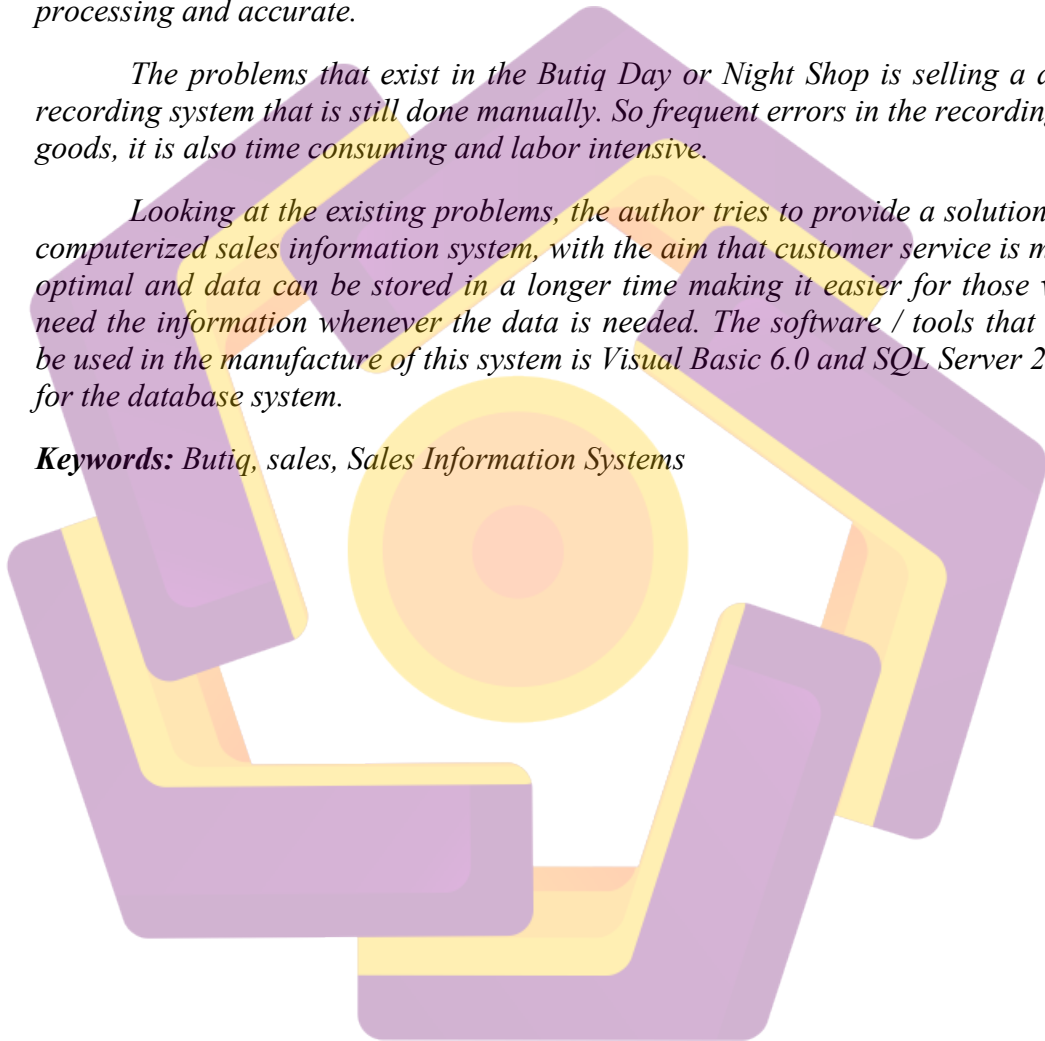 processing and accurate.
The problems that exist in the Butiq Day or Night Shop is selling a
recording system that is still done manually. So frequent errors in the recording
goods, it is also time consuming and labor intensive.
Looking at the existing problems, the author tries to provide a solution
computerized sales information system, with the aim that customer service is
optimal and data can be stored in a longer time making it easier for those
need the information whenever the data is needed. The software / tools that
be used in the manufacture of this system is Visual Basic 6.0 and SQL Server
for the database system.
Keywords: Butiq, sales, Sales Information Systems